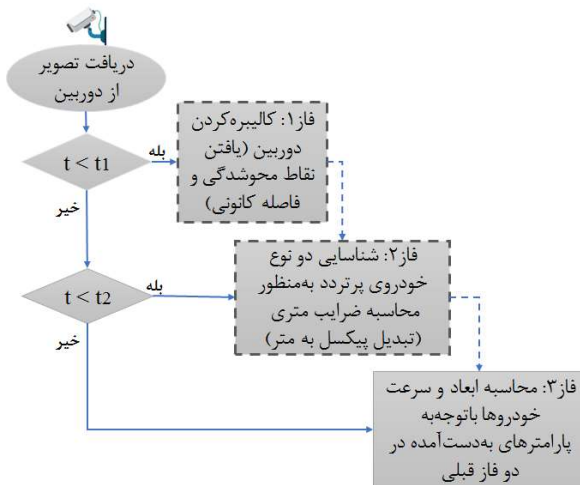 دریافت تصویر
از دوربین
t < t1
بله
خیر
فاز۱: کالیبره‌کردن
دوربین (یافتن
نقاط محوشدگی و
فاصله کانونی)
t < t2
بله
خیر
فاز۲: شناسایی دو نوع
خودروی پرتردد به‌منظور
محاسبه ضرایب متری
(تبدیل پیکسل به متر)
فاز۳: محاسبه ابعاد و سرعت
خودروها باتوجه‌به
پارامترهای به‌دست‌آمده در
دو فاز قبلی